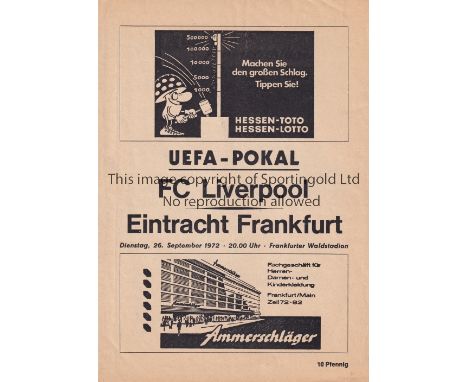 500000
100000
10000
5000
1000
Machen Sie
den großen Schlag.
Tippen Sie!
HESSEN-TOTO
HESSEN-LOTTO
UEFA-POKAL
This image copyright of Sportingold Ltd
FC Liverpool
No reproduction allowed
Eintracht Frankfurt
Dienstag, 26. September 1972 · 20.00 Uhr · Frankfurter Waldstadion
Fachgeschäft für
Herren-
Damen- und
Kinderkleidung
Frankfurt/Main
Zeil 72-82
Ammerschläger
10 Pfennig